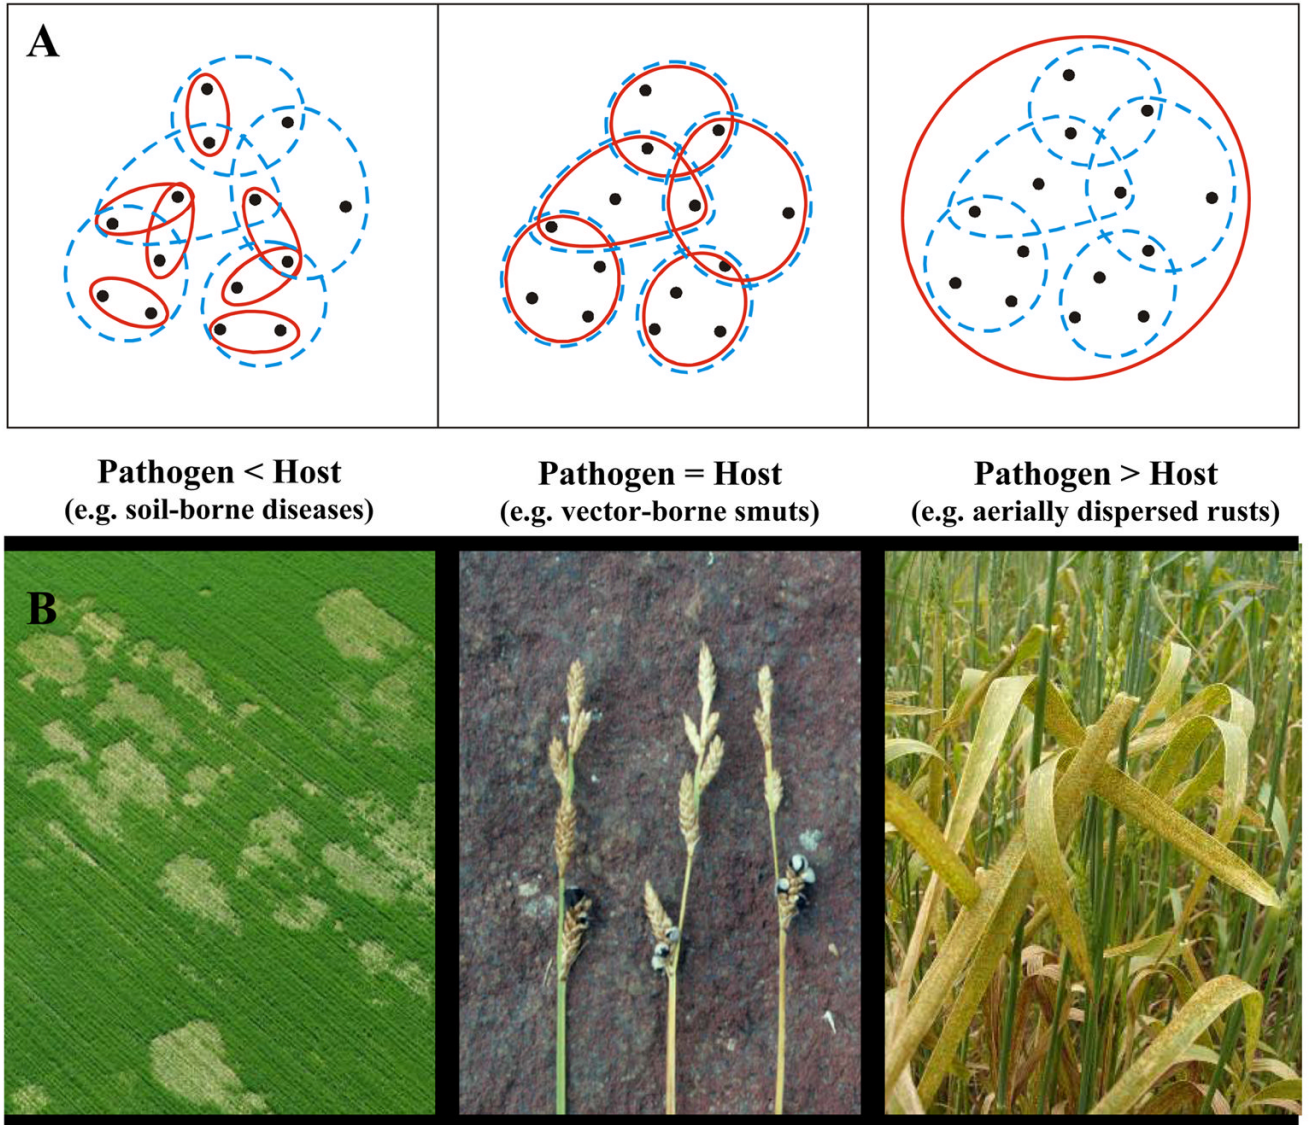 A
Pathogen < Host
(e.g. soil-borne diseases)
Pathogen = Host
(e.g. vector-borne smuts)
Pathogen > Host
(e.g. aerially dispersed rusts)
B